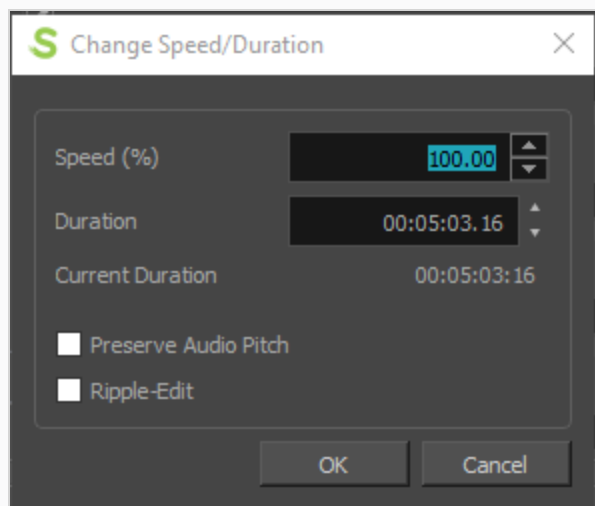 S Change Speed/Duration
Speed (%) 100.00
Duration 00:05:03.16
Current Duration 00:05:03:16
Preserve Audio Pitch
Ripple-Edit
OK Cancel